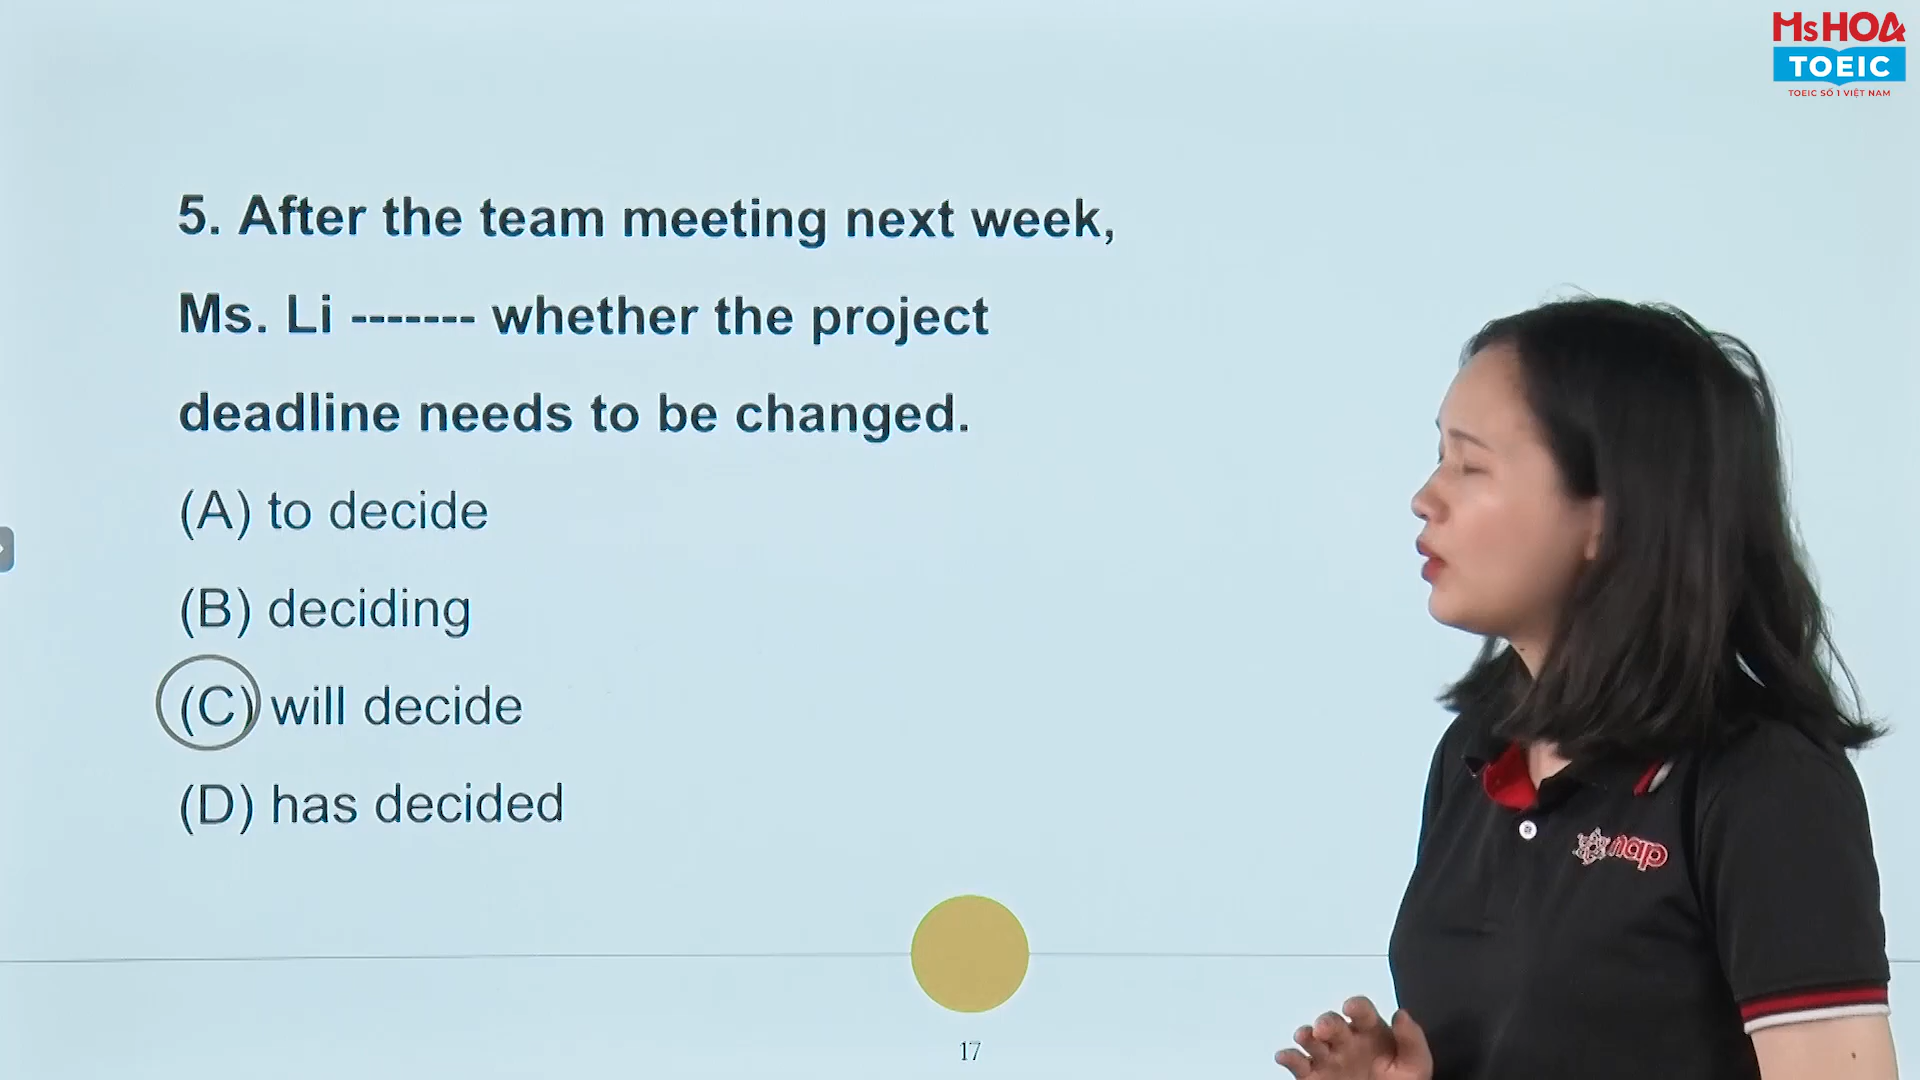 MsHOA
TOEIC
TOEIC SỐ 1 VIỆT NAM
5. After the team meeting next week,
Ms. Li ------- whether the project
deadline needs to be changed.
(A) to decide
(B) deciding
(C) will decide
(D) has decided
nap
17